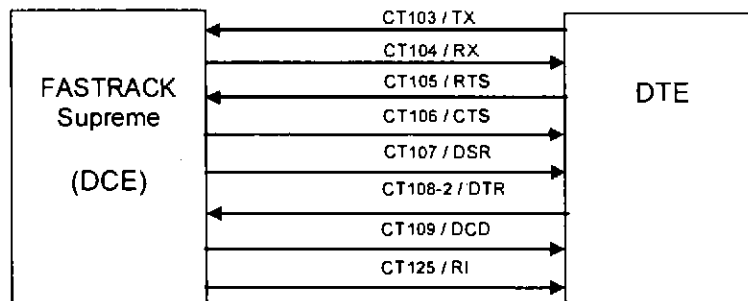 CT103 / TX
CT104 / RX
CT105 / RTS
CT106 / CTS
CT107 / DSR
CT108-2 / DTR
CT109 / DCD
CT125 / RI
FASTRACK
Supreme
(DCE)
DTE